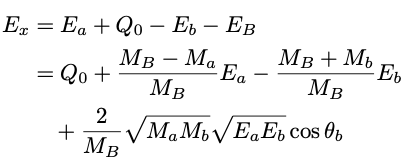 E_x = E_a + Q_0 − E_b − E_B
= Q_0 + \frac{M_B − M_a}{M_B} E_a − \frac{M_B + M_b}{M_B} E_b
+ \frac{2}{M_B} \sqrt{M_a M_b} \sqrt{E_a E_b} \cos θ_b